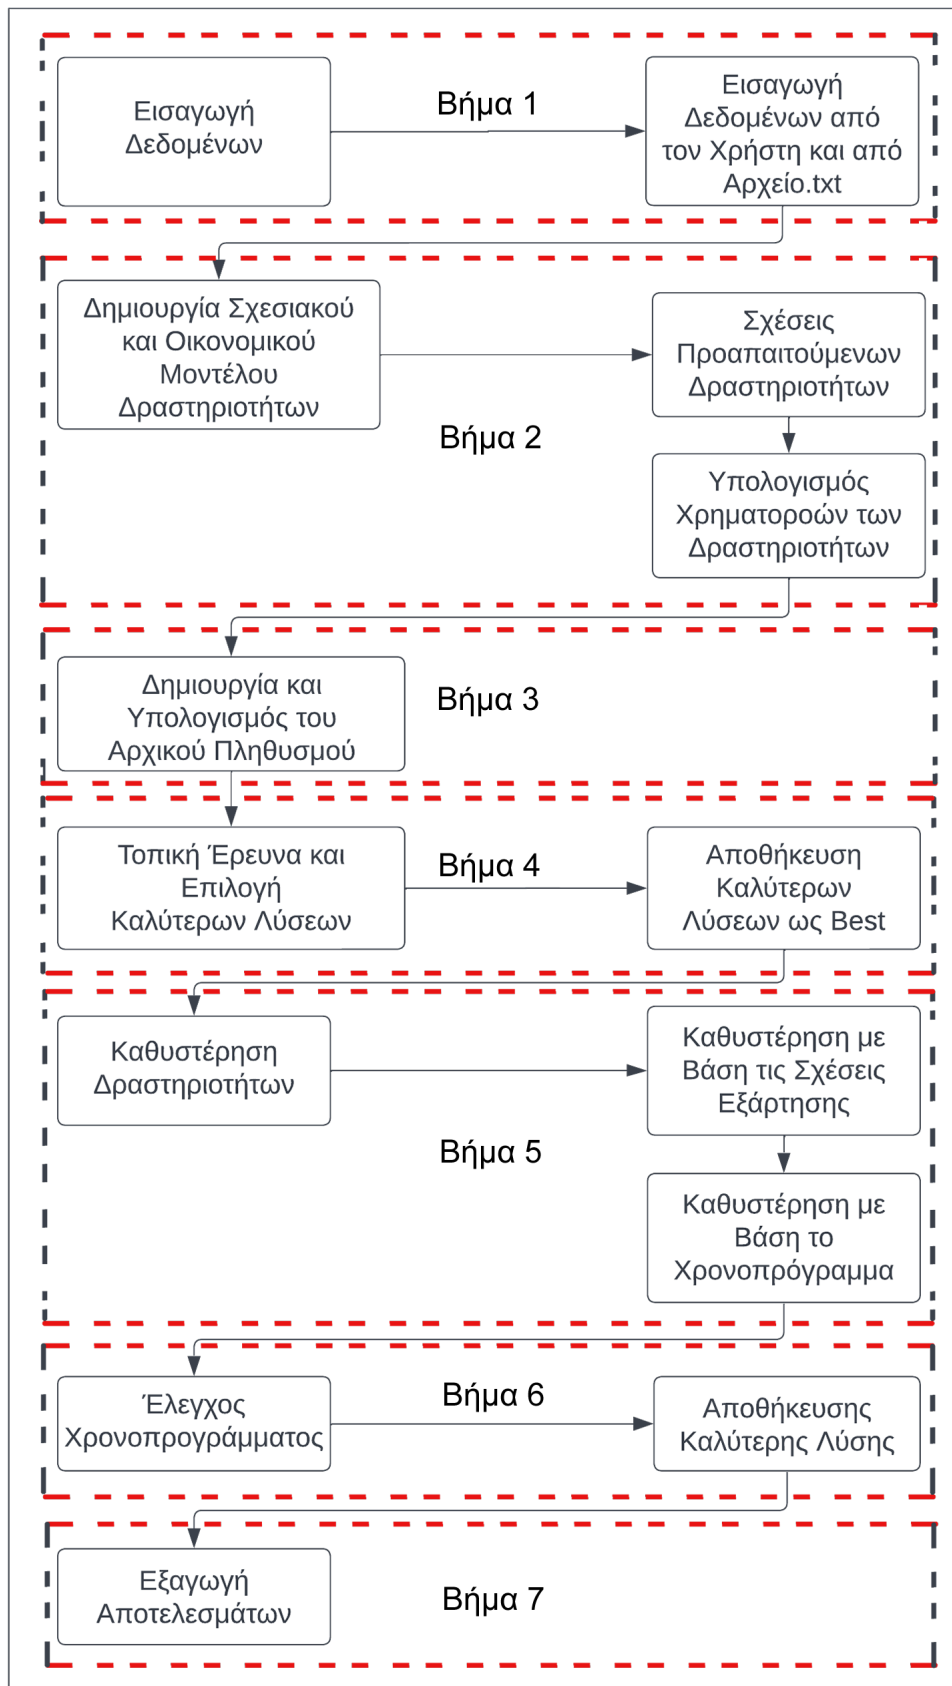 Εισαγωγή
Δεδομένων
Βήμα 1
Εισαγωγή
Δεδομένων από
τον Χρήστη και από
Αρχείο.txt
Δημιουργία Σχεσιακού
και Οικονομικού
Μοντέλου
Δραστηριοτήτων
Βήμα 2
Σχέσεις
Προαπαιτούμενων
Δραστηριοτήτων
Υπολογισμός
Χρηματοροών των
Δραστηριοτήτων
Δημιουργία και
Υπολογισμός του
Αρχικού Πληθυσμού
Βήμα 3
Τοπική Έρευνα και
Επιλογή
Καλύτερων Λύσεων
Βήμα 4
Αποθήκευση
Καλύτερων
Λύσεων ως Best
Καθυστέρηση
Δραστηριοτήτων
Βήμα 5
Καθυστέρηση με
Βάση τις Σχέσεις
Εξάρτησης
Καθυστέρηση με
Βάση το
Χρονοπρόγραμμα
Έλεγχος
Χρονοπρογράμματος
Βήμα 6
Αποθήκευσης
Καλύτερης Λύσης
Εξαγωγή
Αποτελεσμάτων
Βήμα 7